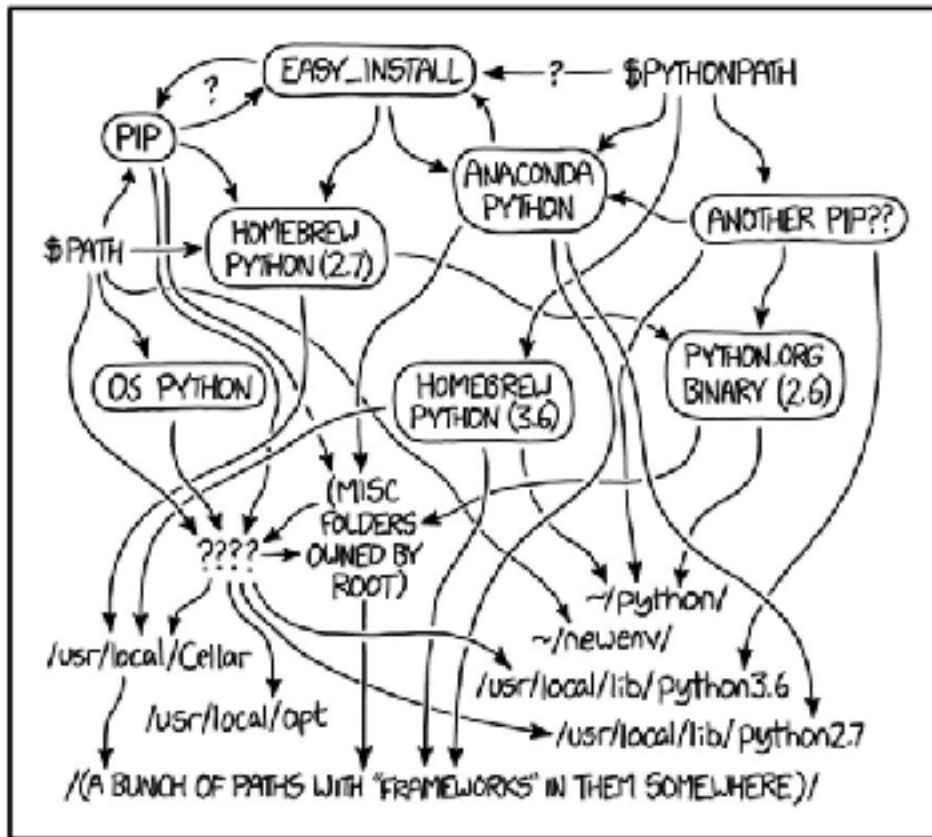 EASY_INSTALL
?
$PYTHONPATH
?
PIP
ANACONDA
PYTHON
ANOTHER PIP??
HOMEBREW
PYTHON (2.7)
$PATH
OS PYTHON
HOMEBREW
PYTHON (3.6)
PYTHON.ORG
BINARY (2.6)
(MISC
FOLDERS
OWNED BY
ROOT)
????
~/python/
~/newenv/
/usr/local/Cellar
/usr/local/lib/python3.6
/usr/local/opt
/usr/local/lib/python2.7
/(A BUNCH OF PATHS WITH "FRAMEWORKS" IN THEM SOMEWHERE)/